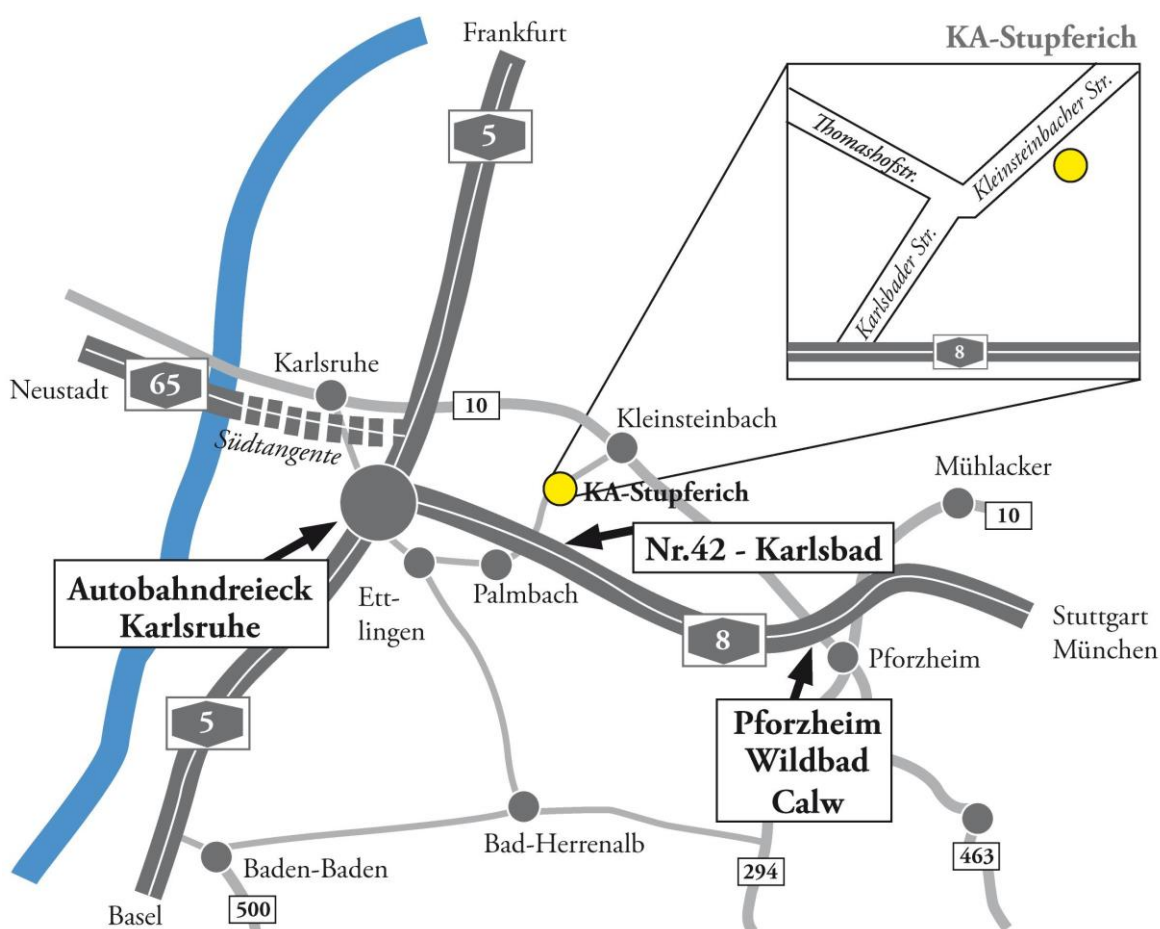 Frankfurt
KA-Stupferich
5
Thomashofstr.
Kleinsteinbacher Str.
Karlsbader Str.
8
Karlsruhe
65
Neustadt
10
Südtangente
Kleinsteinbach
KA-Stupferich
Mühlacker
10
Nr.42 - Karlsbad
Autobahndreieck
Karlsruhe
Ett-
lingen
Palmbach
8
Stuttgart
München
Pforzheim
5
Pforzheim
Wildbad
Calw
Bad-Herrenalb
Baden-Baden
463
294
500
Basel